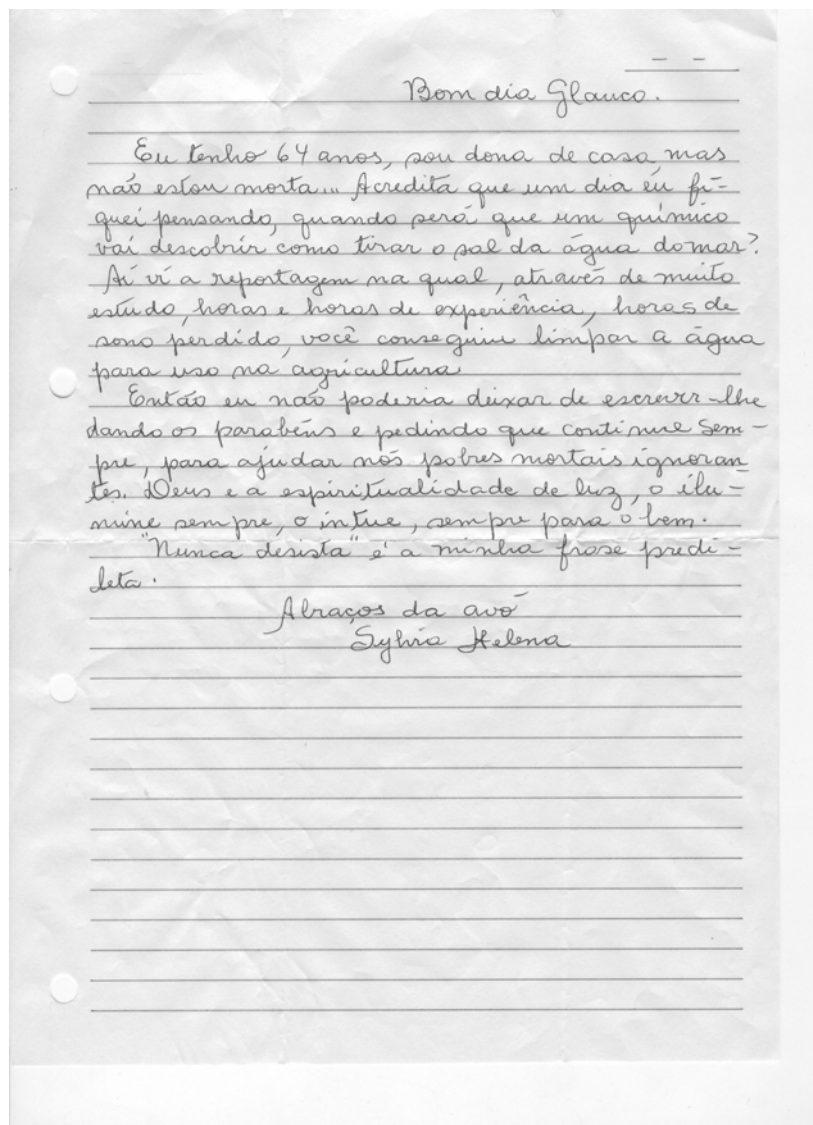 Bom dia Glauco.
Eu tenho 64 anos, sou dona de casa mas
não estou morta... Acredita que um dia eu fi-
quei pensando, quando será que um químico
vai descobrir como tirar o sal da água do mar?
Aí vi a reportagem na qual, através de muito
estudo, horas e horas de experiência, horas de
sono perdido, você conseguiu limpar a água
para uso na agricultura.
Então eu não poderia deixar de escrever-lhe
dando os parabéns e pedindo que continue sem-
pre, para ajudar nós pobres mortais ignoran
tes. Deus e a espiritualidade de luz, o ilu-
mine sempre, o intue, sempre para o bem.
"Nunca desista" é a minha frase predi-
leta.
Abraços da avó
Sylvia Helena